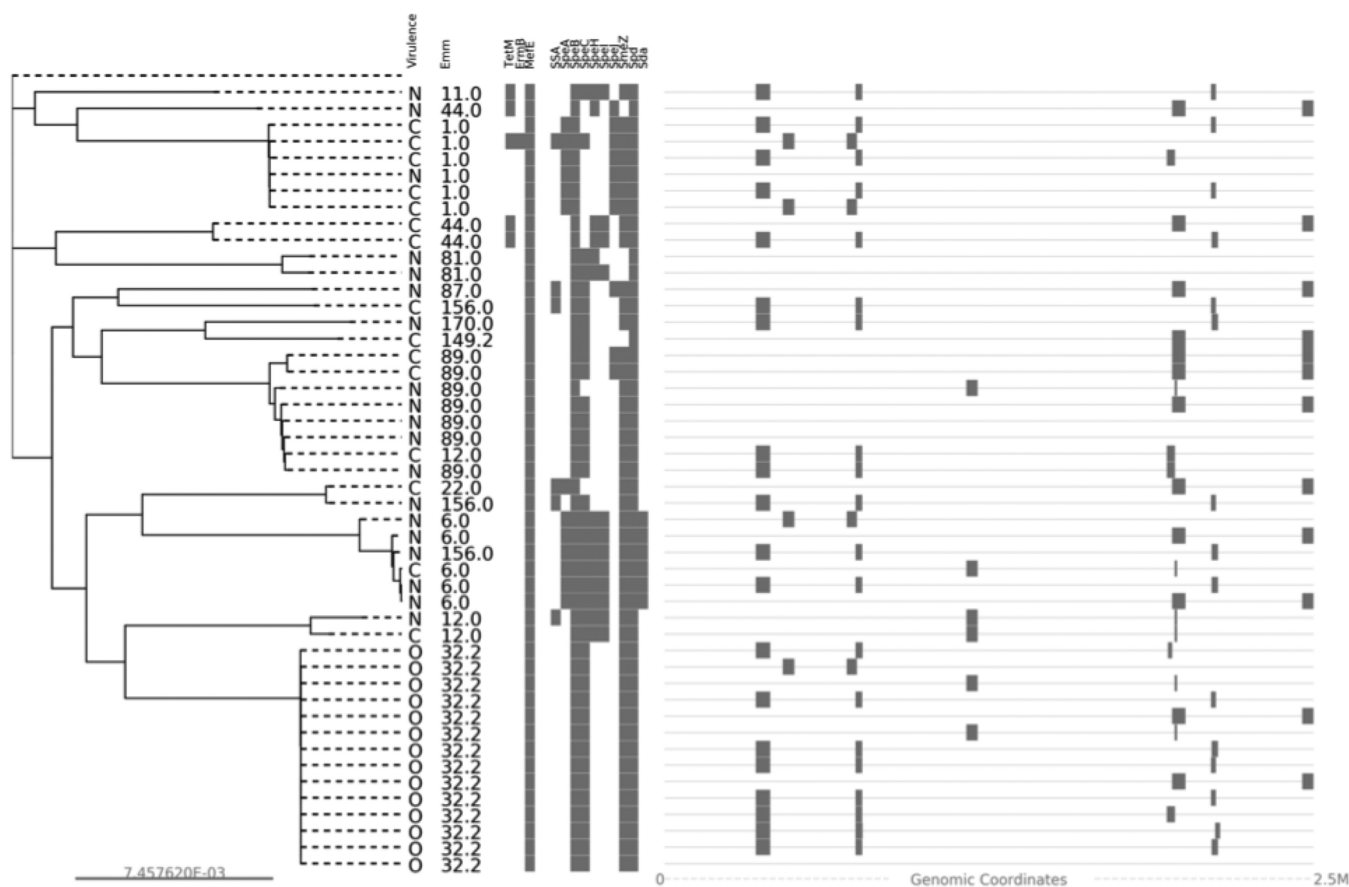 Virulence Emm TetM ErmB MefE SSA SpeA SpeB SpeC SpeH SpeI SpeJ SmeZ Spd Sda
N 11.0
N 44.0
C 1.0
C 1.0
C 1.0
N 1.0
C 1.0
C 1.0
C 44.0
C 44.0
N 81.0
N 81.0
N 87.0
C 156.0
N 170.0
C 149.2
C 89.0
C 89.0
N 89.0
N 89.0
N 89.0
N 89.0
C 12.0
N 89.0
C 22.0
N 156.0
N 6.0
N 6.0
N 156.0
C 6.0
N 6.0
N 6.0
N 12.0
C 12.0
O 32.2
O 32.2
O 32.2
O 32.2
O 32.2
O 32.2
O 32.2
O 32.2
O 32.2
O 32.2
O 32.2
O 32.2
O 32.2
O 32.2
7.457620E-03
0 Genomic Coordinates 2.5M